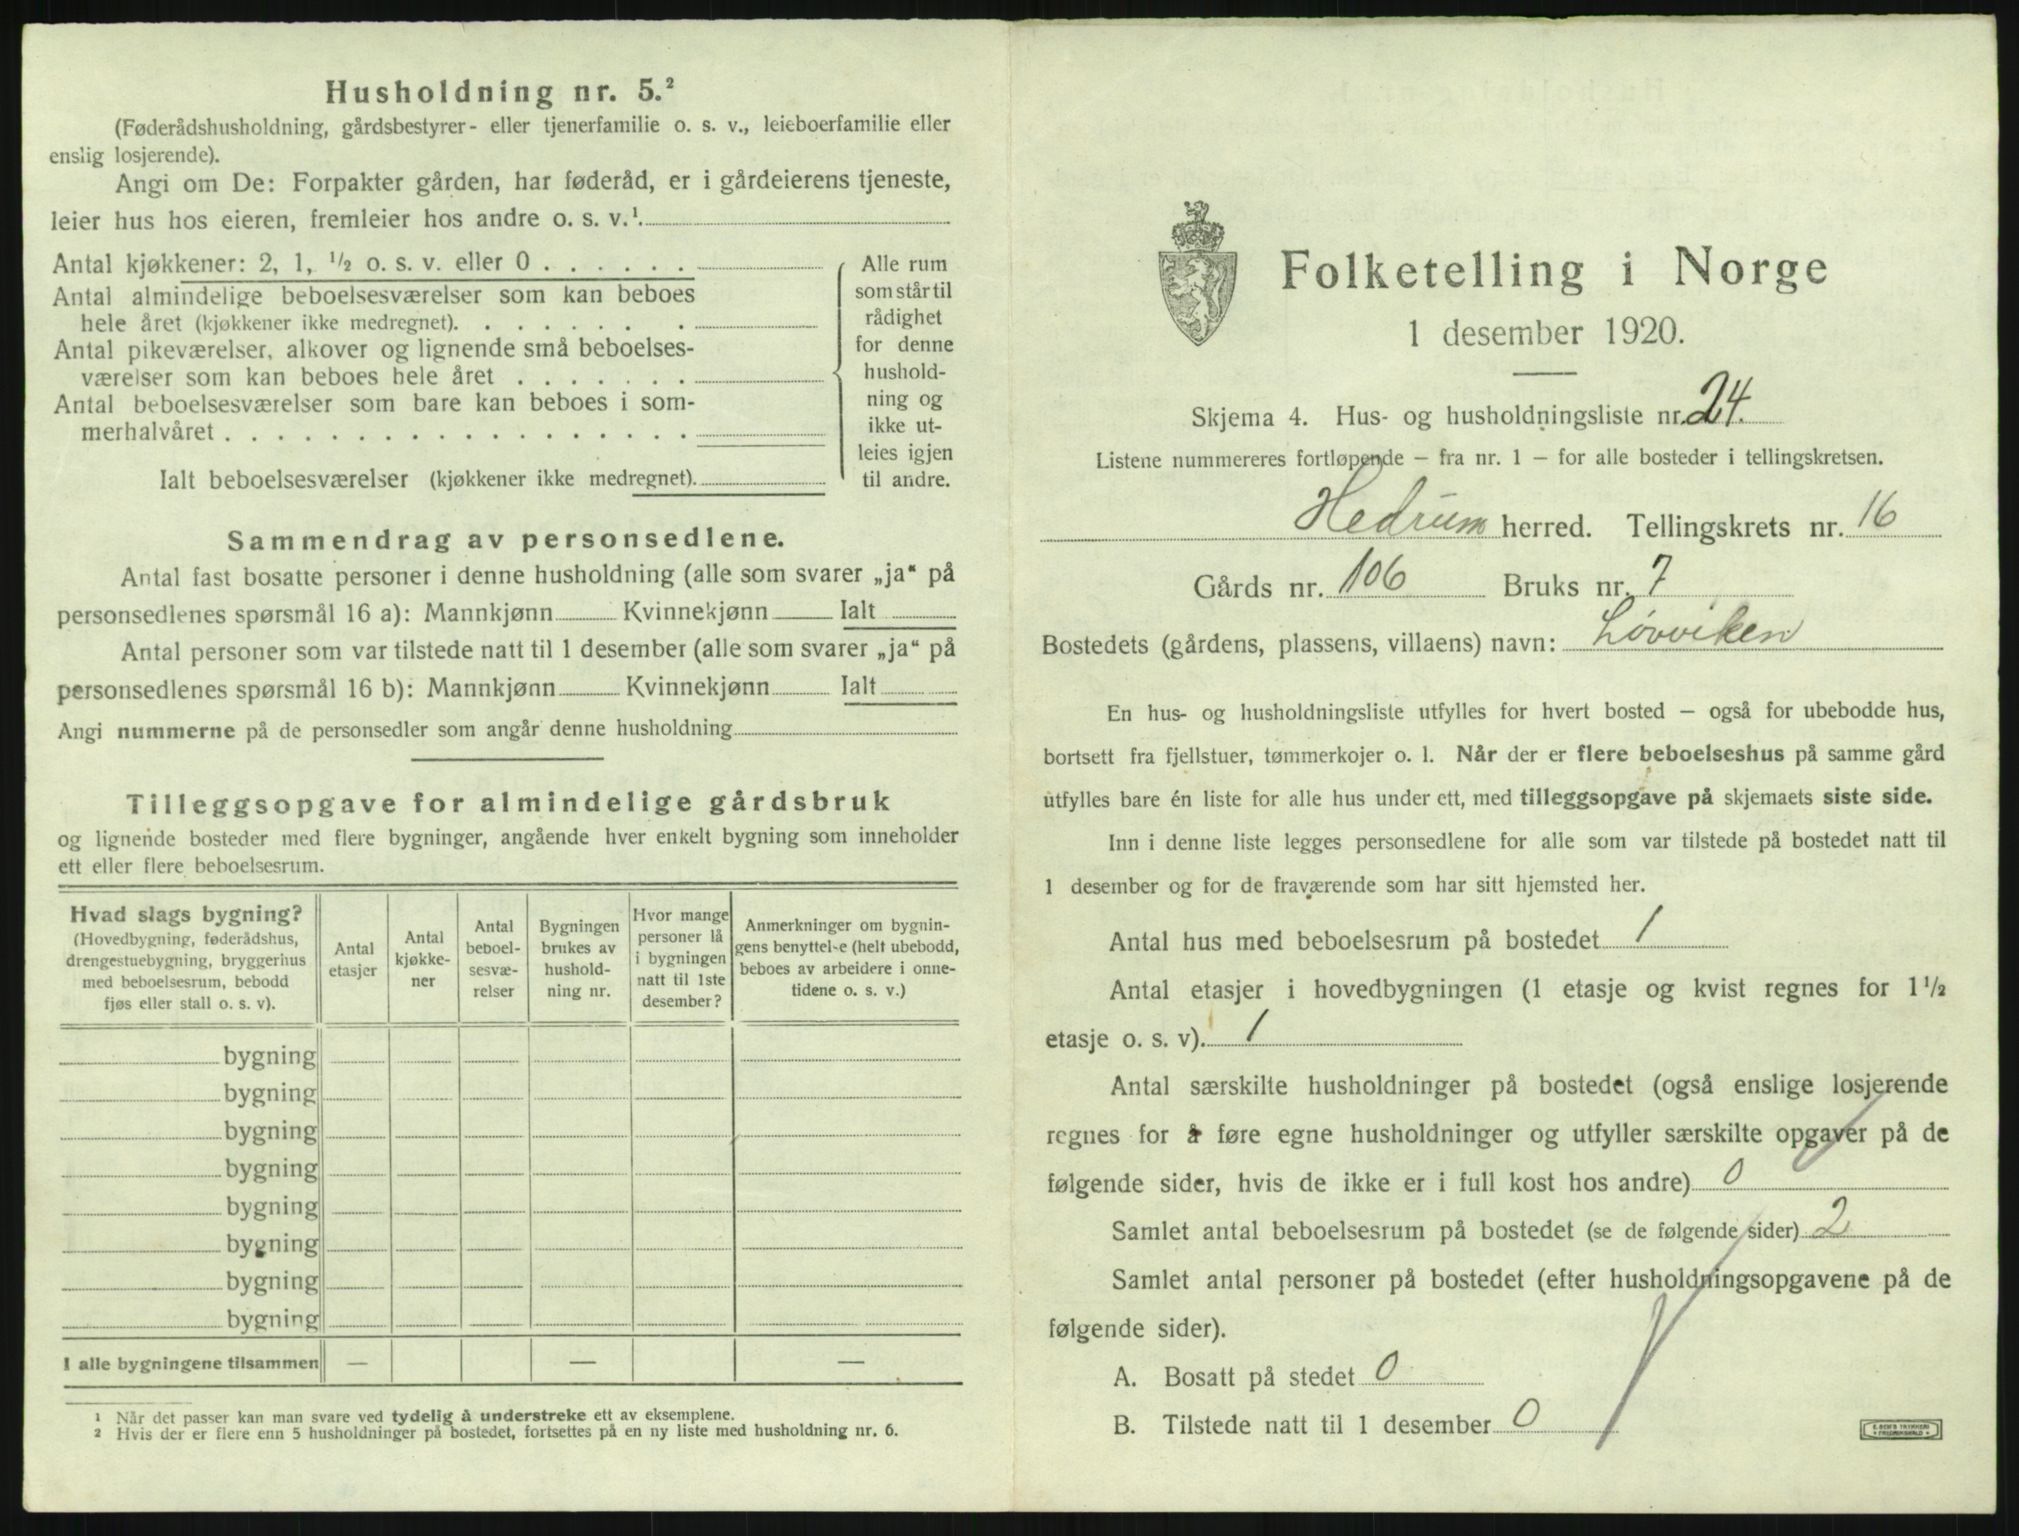 Husholdning nr. 5.²
(Føderådshusholdning, gårdsbestyrer- eller tjenerfamilie o. s. v., leieboerfamilie eller
enslig losjerende).
Angi om De: Forpakter gården, har føderåd, er i gårdeierens tjeneste,
leier hus hos eieren, fremleier hos andre o. s. v.¹
Antal kjøkkener: 2, 1, ½ o. s. v. eller 0 . . . . . .
Antal almindelige beboelsesværelser som kan beboes
hele året (kjøkkener ikke medregnet). . . . . . . .
Antal pikeværelser, alkover og lignende små beboelses-
værelser som kan beboes hele året . . . . . . .
Antal beboelsesværelser som bare kan beboes i som-
merhalvåret . . . . . . . . . . . . . . . . . .
Ialt beboelsesværelser (kjøkkener ikke medregnet).
Alle rum
som står til
rådighet
for denne
hushold-
ning og
ikke ut-
leies igjen
til andre.
Sammendrag av personsedlene.
Antal fast bosatte personer i denne husholdning (alle som svarer „ja“ på
personsedlenes spørsmål 16 a): Mannkjønn Kvinnekjønn Ialt
Antal personer som var tilstede natt til 1 desember (alle som svarer „ja“ på
personsedlenes spørsmål 16 b): Mannkjønn Kvinnekjønn Ialt
Angi nummerne på de personsedler som angår denne husholdning
Tilleggsopgave for almindelige gårdsbruk
og lignende bosteder med flere bygninger, angående hver enkelt bygning som inneholder
ett eller flere beboelsesrum.
Hvad slags bygning?
(Hovedbygning, føderådshus,
drengestuebygning, bryggerhus
med beboelsesrum, bebodd
fjøs eller stall o. s. v).
Antal
etasjer
Antal
kjøkke-
ner
Antal
beboel-
sesvæ-
relser
Bygningen
brukes av
hushold-
ning nr.
Hvor mange
personer lå
i bygningen
natt til 1ste
desember?
Anmerkninger om bygnin-
gens benyttelse (helt ubebodd,
beboes av arbeidere i onne-
tidene o. s. v.)
bygning
bygning
bygning
bygning
bygning
bygning
bygning
bygning
I alle bygningene tilsammen — — —
¹ Når det passer kan man svare ved tydelig å understreke ett av eksemplene.
² Hvis der er flere enn 5 husholdninger på bostedet, fortsettes på en ny liste med husholdning nr. 6.
Folketelling i Norge
1 desember 1920.
Skjema 4. Hus- og husholdningsliste nr. 24.
Listene nummereres fortløpende – fra nr. 1 – for alle bosteder i tellingskretsen.
Hedrum herred. Tellingskrets nr. 16
Gårds nr. 106 Bruks nr. 7
Bostedets (gårdens, plassens, villaens) navn: Løvviken
En hus- og husholdningsliste utfylles for hvert bosted – også for ubebodde hus,
bortsett fra fjellstuer, tømmerkojer o. l. Når der er flere beboelseshus på samme gård
utfylles bare én liste for alle hus under ett, med tilleggsopgave på skjemaets siste side.
Inn i denne liste legges personsedlene for alle som var tilstede på bostedet natt til
1 desember og for de fraværende som har sitt hjemsted her.
Antal hus med beboelsesrum på bostedet 1
Antal etasjer i hovedbygningen (1 etasje og kvist regnes for 1½
etasje o. s. v). 1
Antal særskilte husholdninger på bostedet (også enslige losjerende
regnes for å føre egne husholdninger og utfyller særskilte opgaver på de
følgende sider, hvis de ikke er i full kost hos andre) 0
Samlet antal beboelsesrum på bostedet (se de følgende sider) 2
Samlet antal personer på bostedet (efter husholdningsopgavene på de
følgende sider).
A. Bosatt på stedet 0
B. Tilstede natt til 1 desember 0